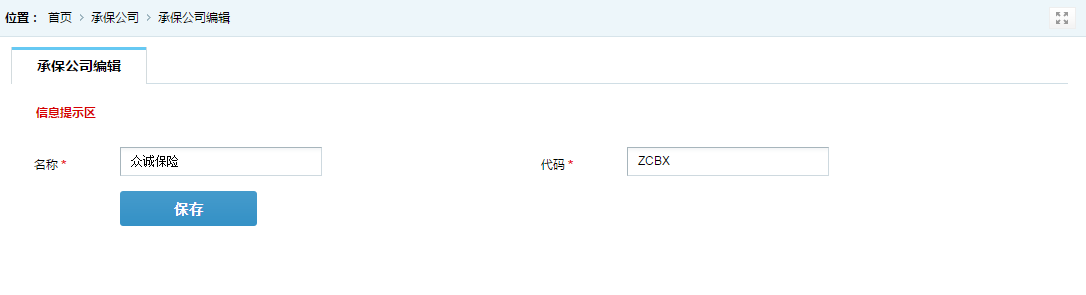 位置： 首页 > 承保公司 > 承保公司编辑
承保公司编辑
信息提示区
名称 * 众诚保险 代码 * ZCBX
保存